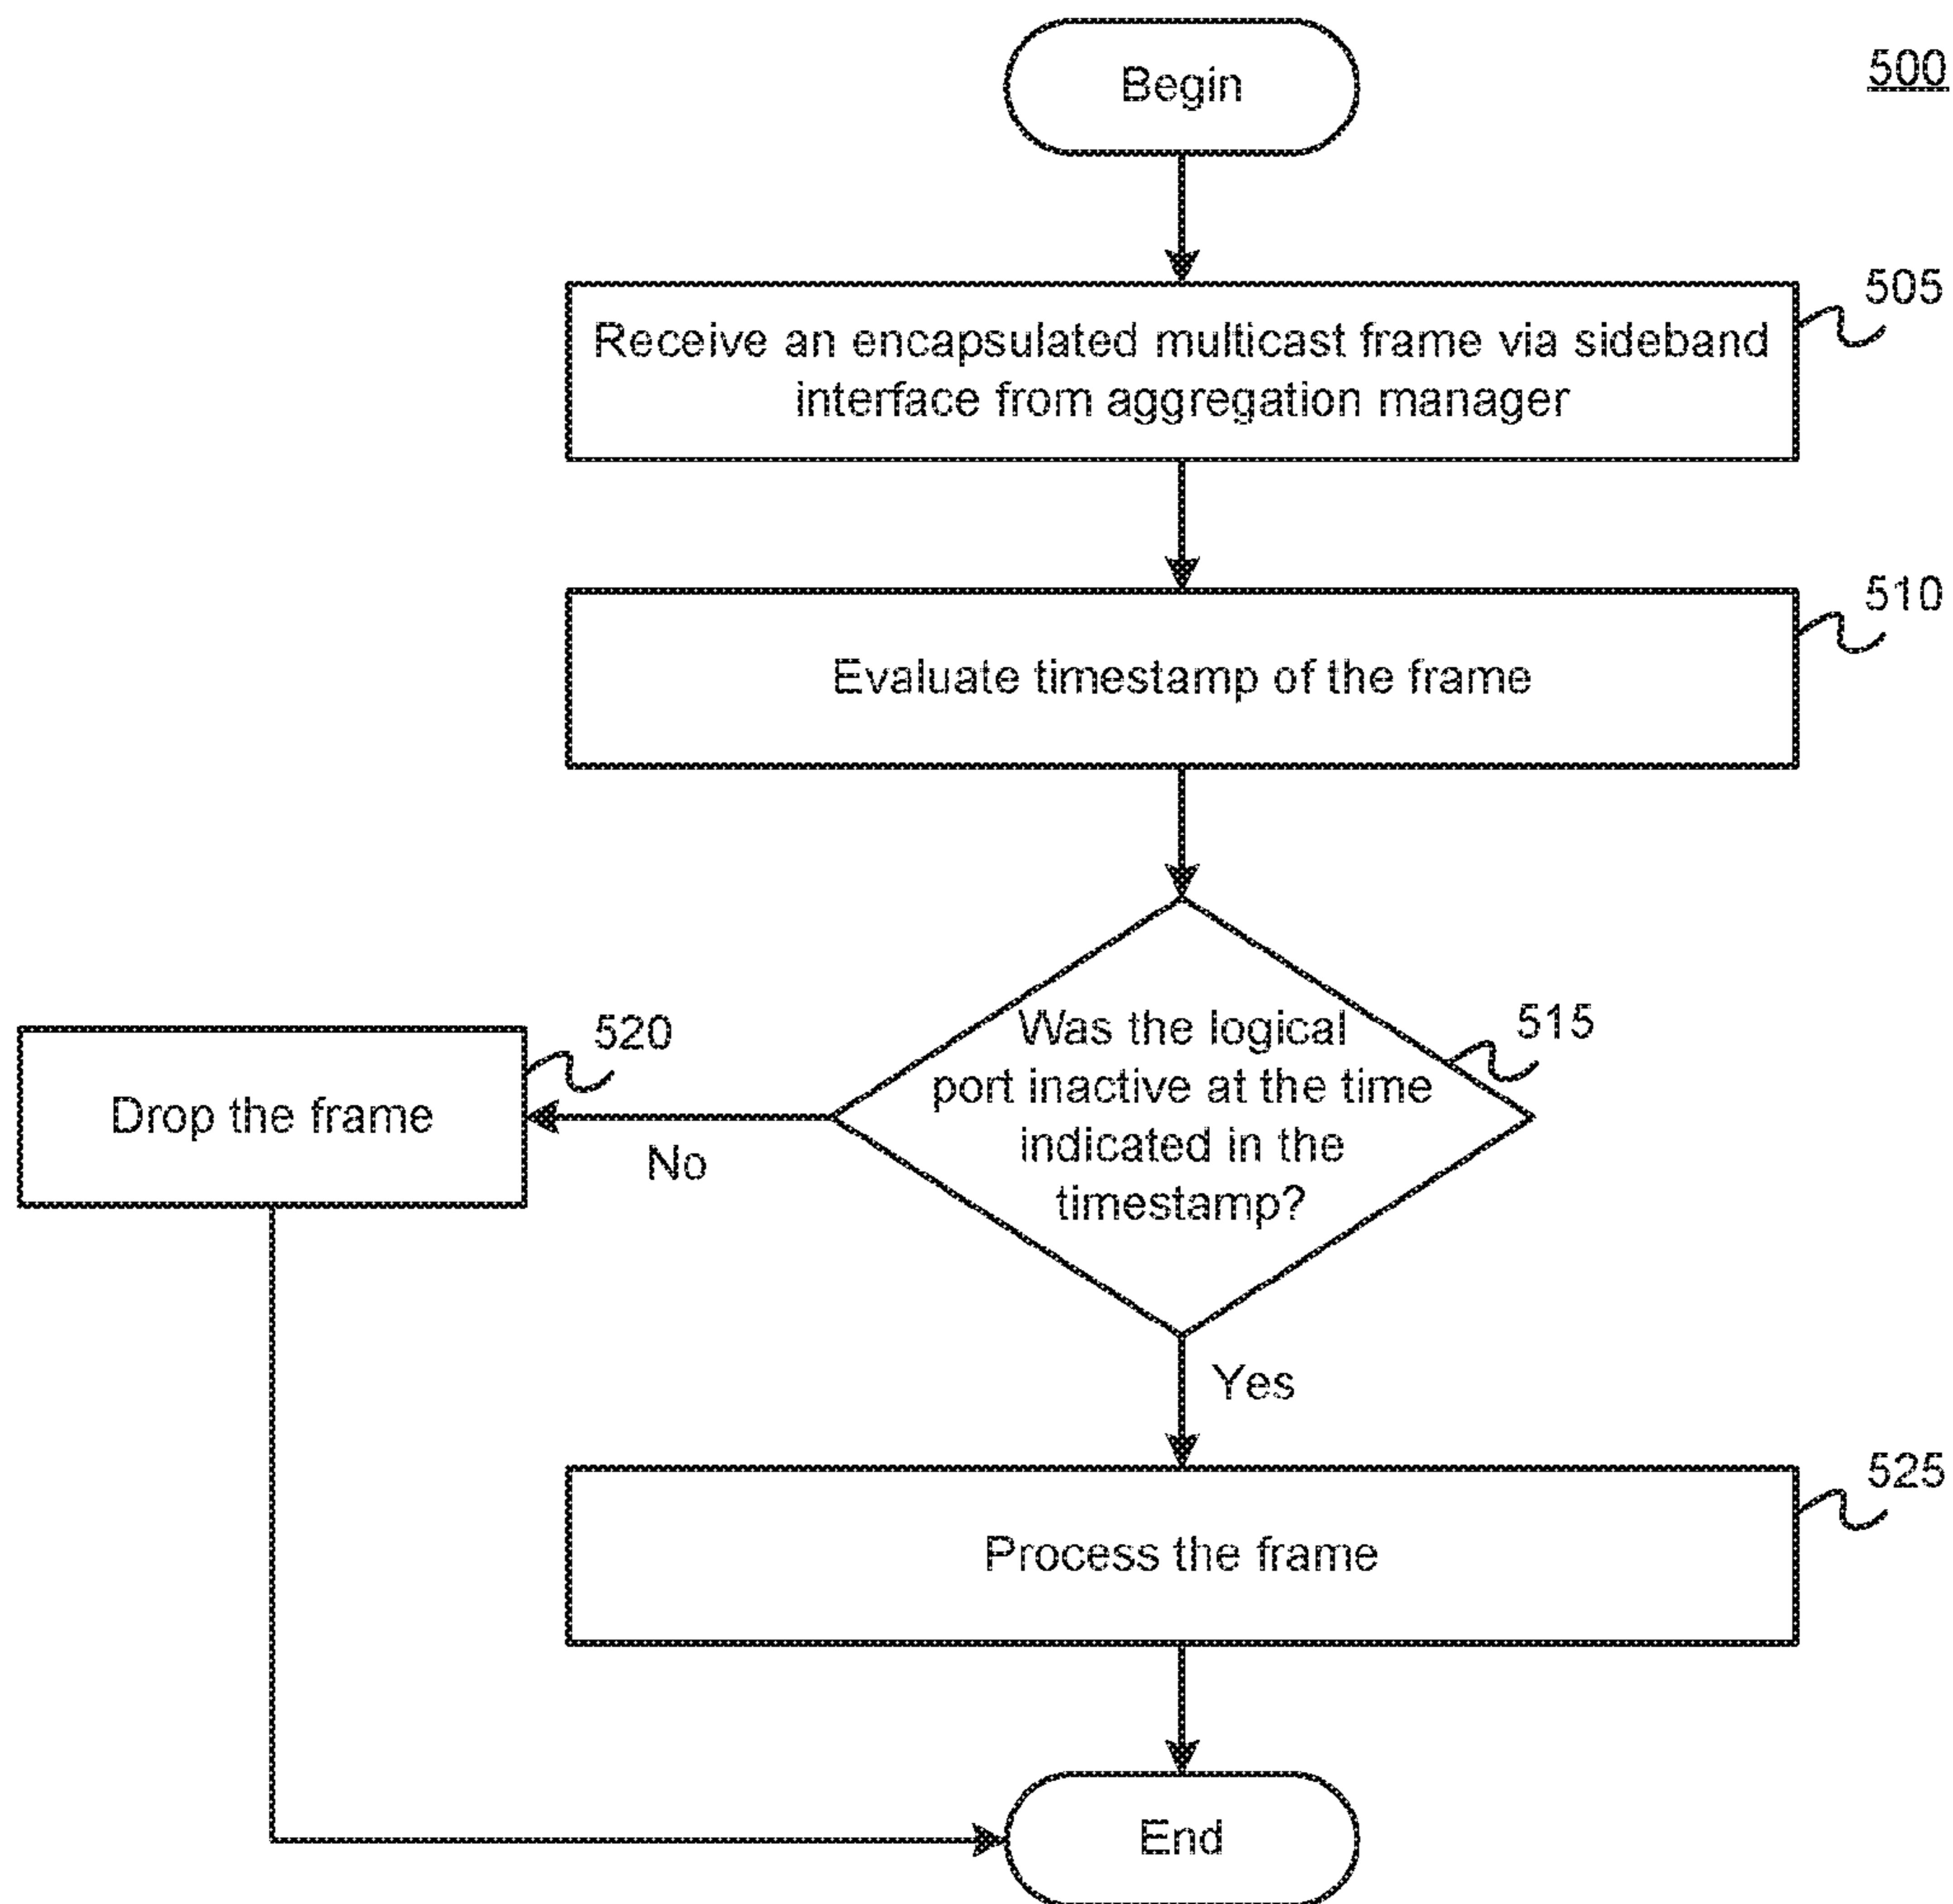 Begin
500
505
Receive an encapsulated multicast frame via sideband
interface from aggregation manager
510
Evaluate timestamp of the frame
515
Was the logical
port inactive at the time
indicated in the
timestamp?
520
Drop the frame
No
Yes
525
Process the frame
End